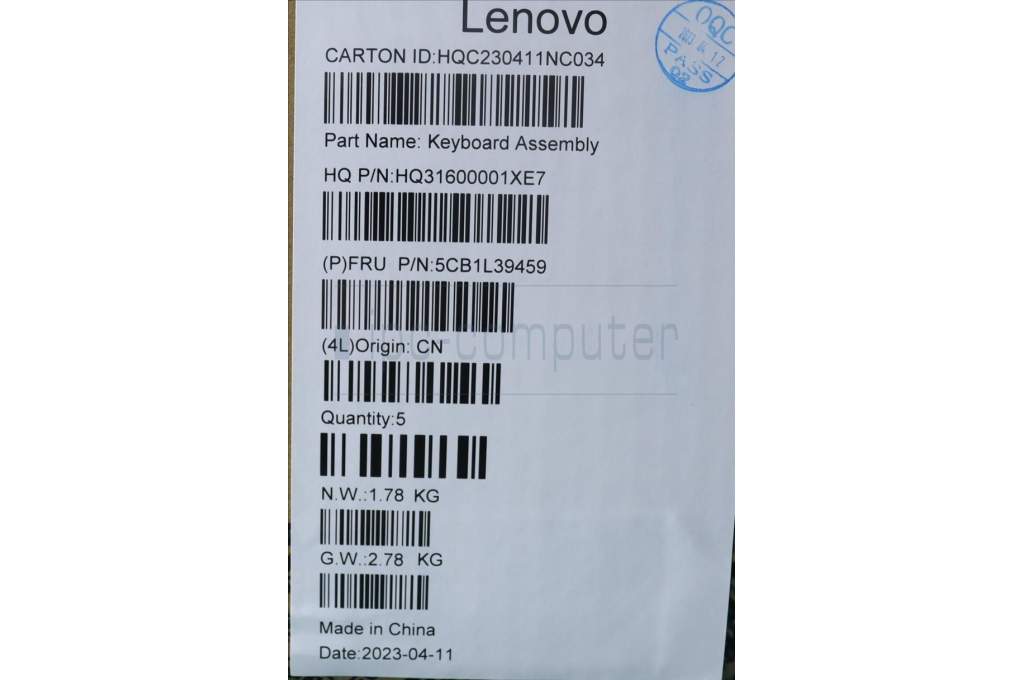 Lenovo
OQC
PASS
02
CARTON ID:HQC230411NC034
Part Name: Keyboard Assembly
HQ P/N:HQ31600001XE7
(P)FRU P/N:5CB1L39459
(4L)Origin: CN
Quantity:5
N.W.:1.78 KG
G.W.:2.78 KG
Made in China
Date:2023-04-11